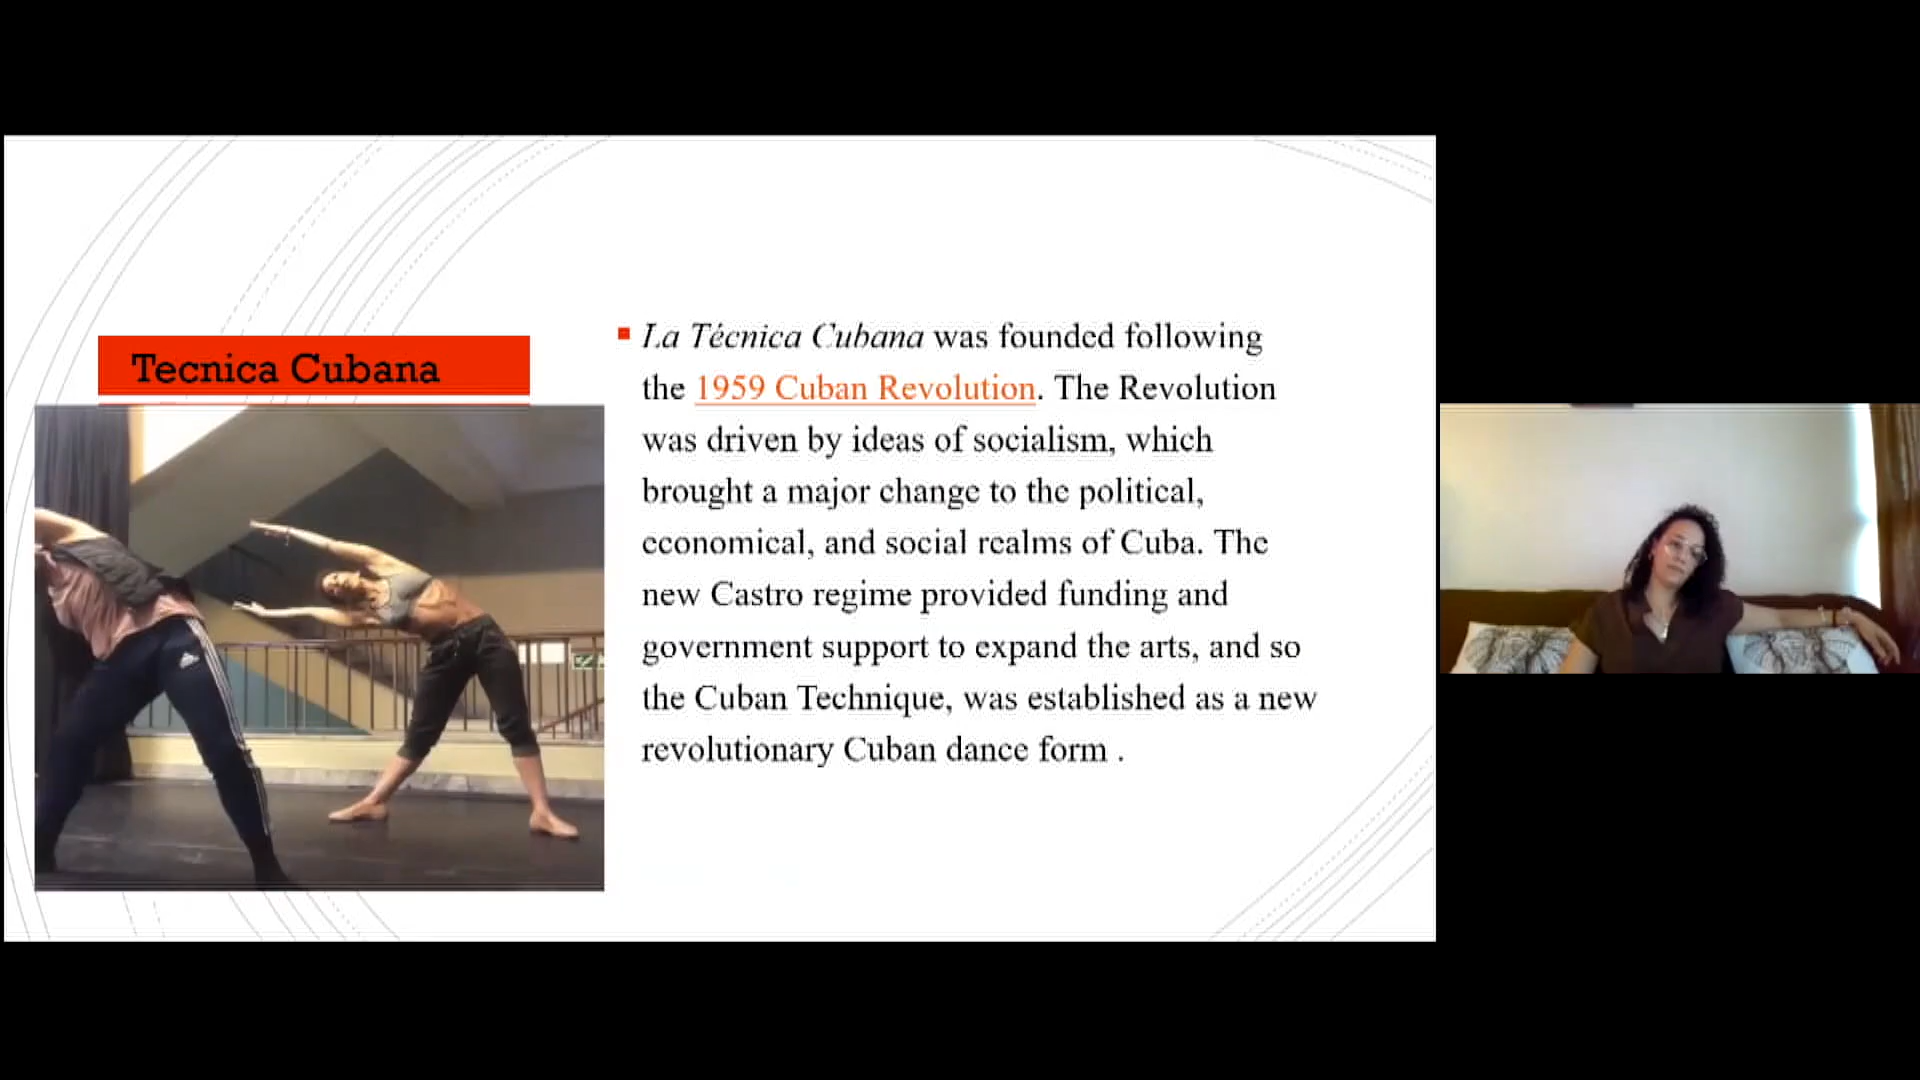 Tecnica Cubana
La Técnica Cubana was founded following
the 1959 Cuban Revolution. The Revolution
was driven by ideas of socialism, which
brought a major change to the political,
economical, and social realms of Cuba. The
new Castro regime provided funding and
government support to expand the arts, and so
the Cuban Technique, was established as a new
revolutionary Cuban dance form .